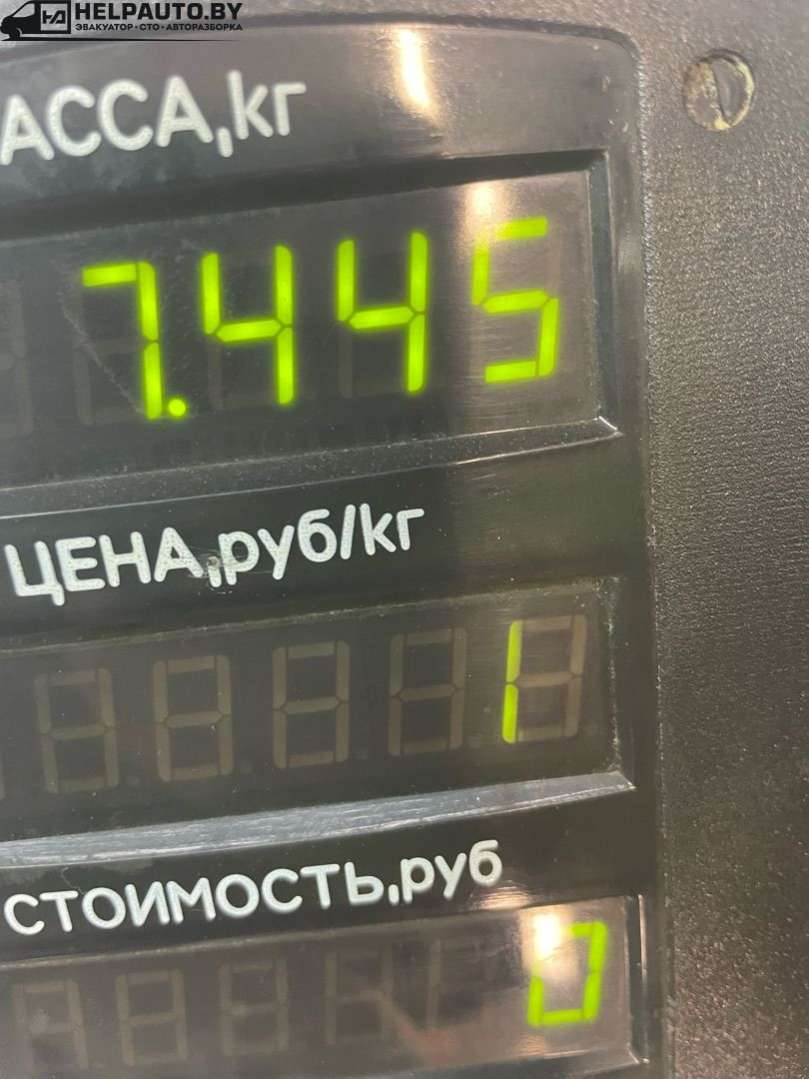 HELPAUTO.BY
ЭВАКУАТОР·СТО·АВТОРАЗБОРКА
АССА,кг
7.445
ЦЕНА,руб/кг
1
СТОИМОСТЬ,руб
0